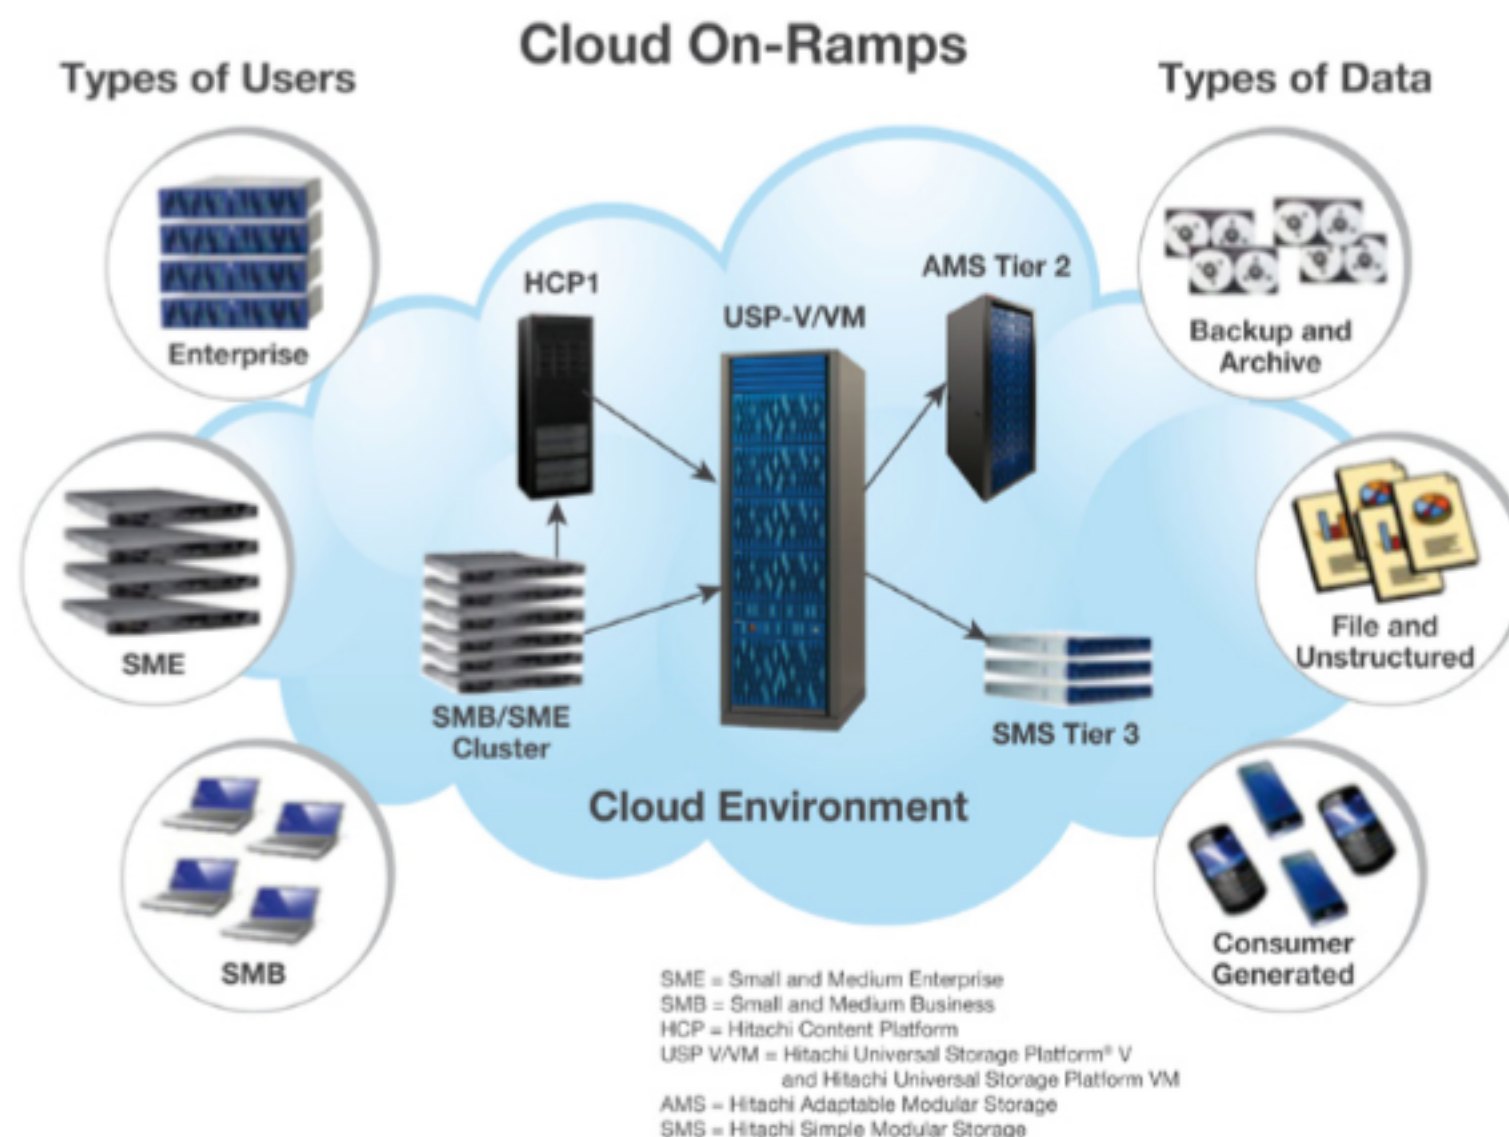 Cloud On-Ramps
Types of Users
Types of Data
Enterprise
SME
SMB
HCP1
USP-V/VM
AMS Tier 2
SMB/SME
Cluster
SMS Tier 3
Cloud Environment
Backup and
Archive
File and
Unstructured
Consumer
Generated
SME = Small and Medium Enterprise
SMB = Small and Medium Business
HCP = Hitachi Content Platform
USP V/VM = Hitachi Universal Storage Platform® V
and Hitachi Universal Storage Platform VM
AMS = Hitachi Adaptable Modular Storage
SMS = Hitachi Simple Modular Storage